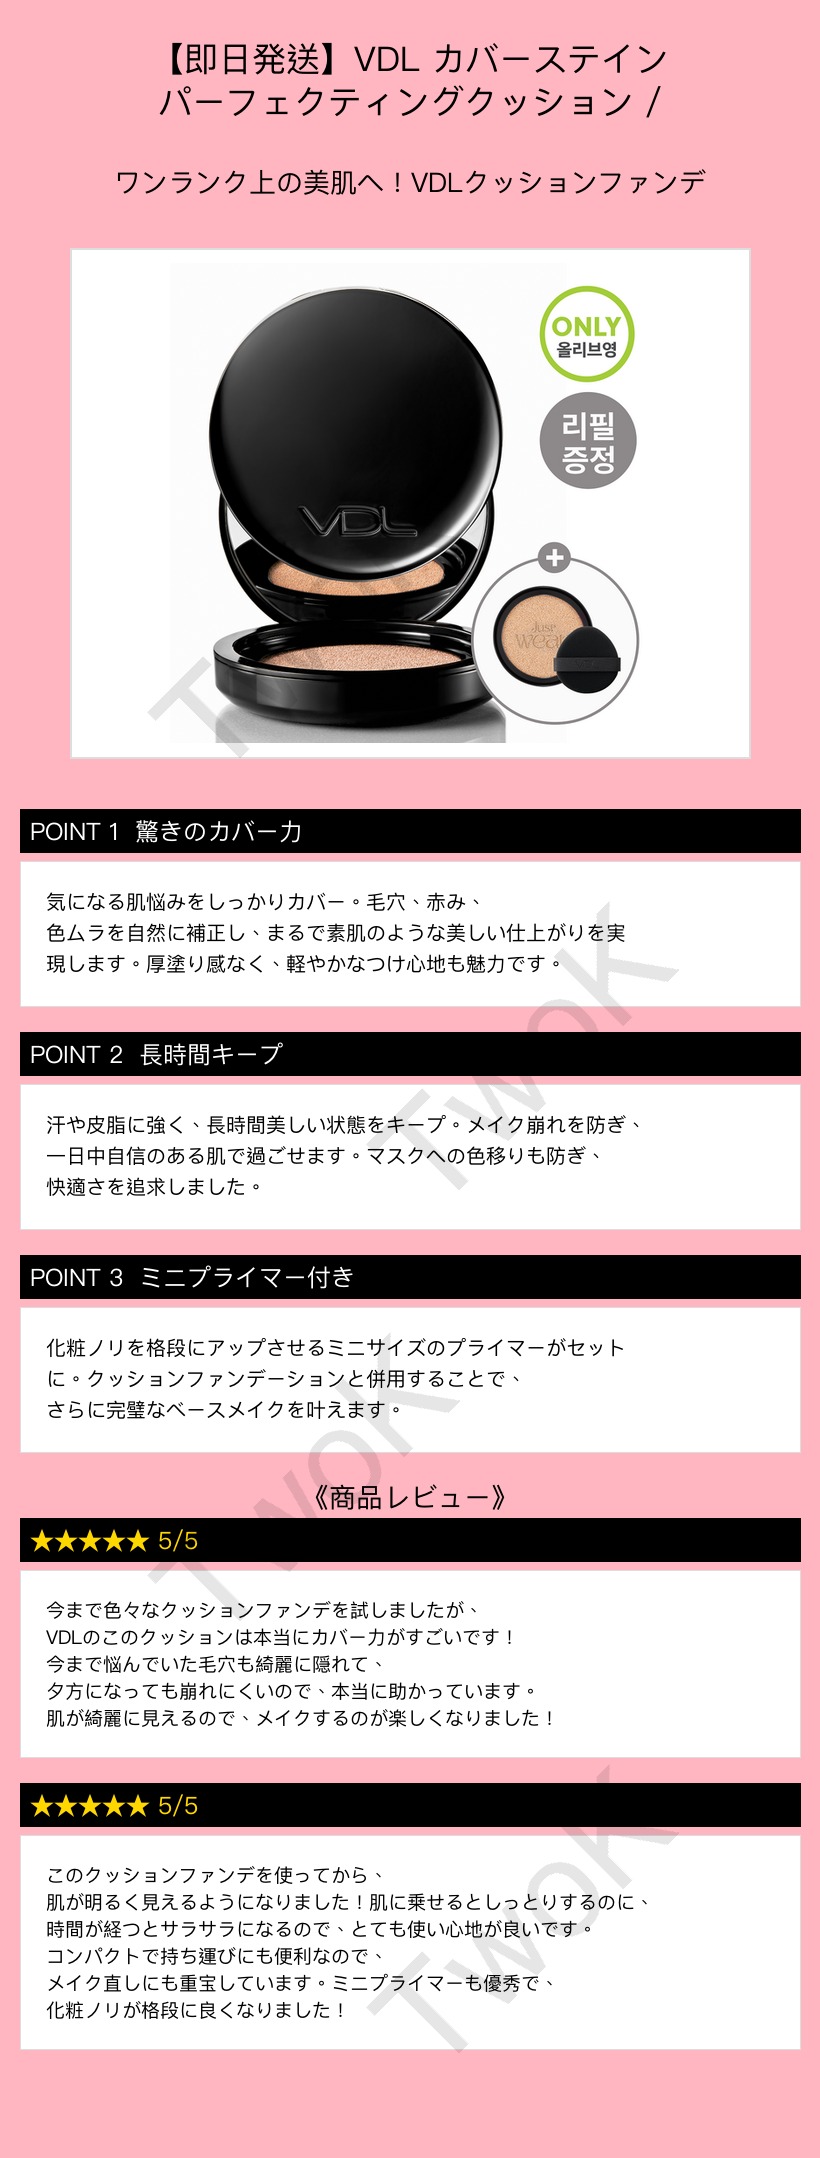 【即日発送】VDL カバーステイン
パーフェクティングクッション /
ワンランク上の美肌へ！VDLクッションファンデ
ONLY
올리브영
리필
증정
VDL
+
Just
wear
POINT 1 驚きのカバー力
気になる肌悩みをしっかりカバー。毛穴、赤み、
色ムラを自然に補正し、まるで素肌のような美しい仕上がりを実
現します。厚塗り感なく、軽やかなつけ心地も魅力です。
POINT 2 長時間キープ
汗や皮脂に強く、長時間美しい状態をキープ。メイク崩れを防ぎ、
一日中自信のある肌で過ごせます。マスクへの色移りも防ぎ、
快適さを追求しました。
POINT 3 ミニプライマー付き
化粧ノリを格段にアップさせるミニサイズのプライマーがセット
に。クッションファンデーションと併用することで、
さらに完璧なベースメイクを叶えます。
《商品レビュー》
★★★★★ 5/5
今まで色々なクッションファンデを試しましたが、
VDLのこのクッションは本当にカバー力がすごいです！
今まで悩んでいた毛穴も綺麗に隠れて、
夕方になっても崩れにくいので、本当に助かっています。
肌が綺麗に見えるので、メイクするのが楽しくなりました！
★★★★★ 5/5
このクッションファンデを使ってから、
肌が明るく見えるようになりました！肌に乗せるとしっとりするのに、
時間が経つとサラサラになるので、とても使い心地が良いです。
コンパクトで持ち運びにも便利なので、
メイク直しにも重宝しています。ミニプライマーも優秀で、
化粧ノリが格段に良くなりました！
TwoK
TwoK
TwoK
TwoK